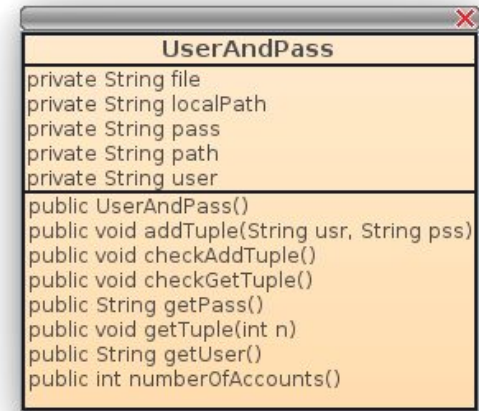 UserAndPass
private String file
private String localPath
private String pass
private String path
private String user
public UserAndPass()
public void addTuple(String usr, String pss)
public void checkAddTuple()
public void checkGetTuple()
public String getPass()
public void getTuple(int n)
public String getUser()
public int numberOfAccounts()